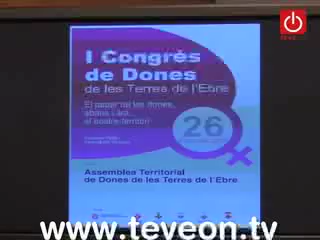 I Congrés
de Dones
de les Terres de l'Ebre
El paper de les dones,
abans i ara...
al nostre territori
26
Assemblea Territorial
de Dones de les Terres de l'Ebre
www.teveon.tv